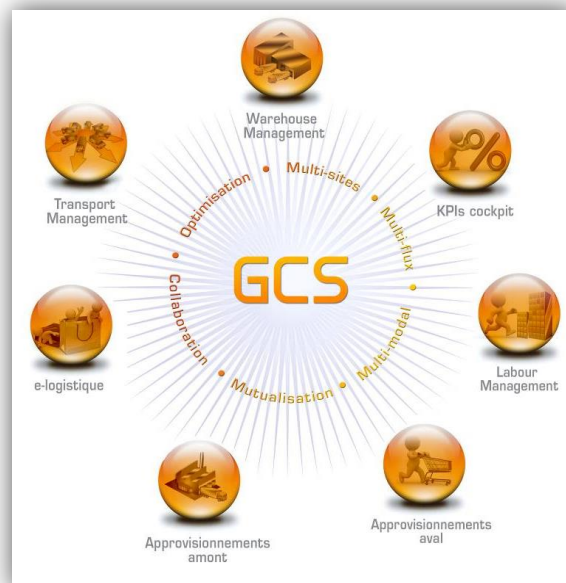 Warehouse
Management
KPIs cockpit
Labour
Management
Approvisionnements
aval
Approvisionnements
amont
e-logistique
Transport
Management
Optimisation
Multi-sites
Multi-flux
Multi-modal
Mutualisation
Collaboration
GCS